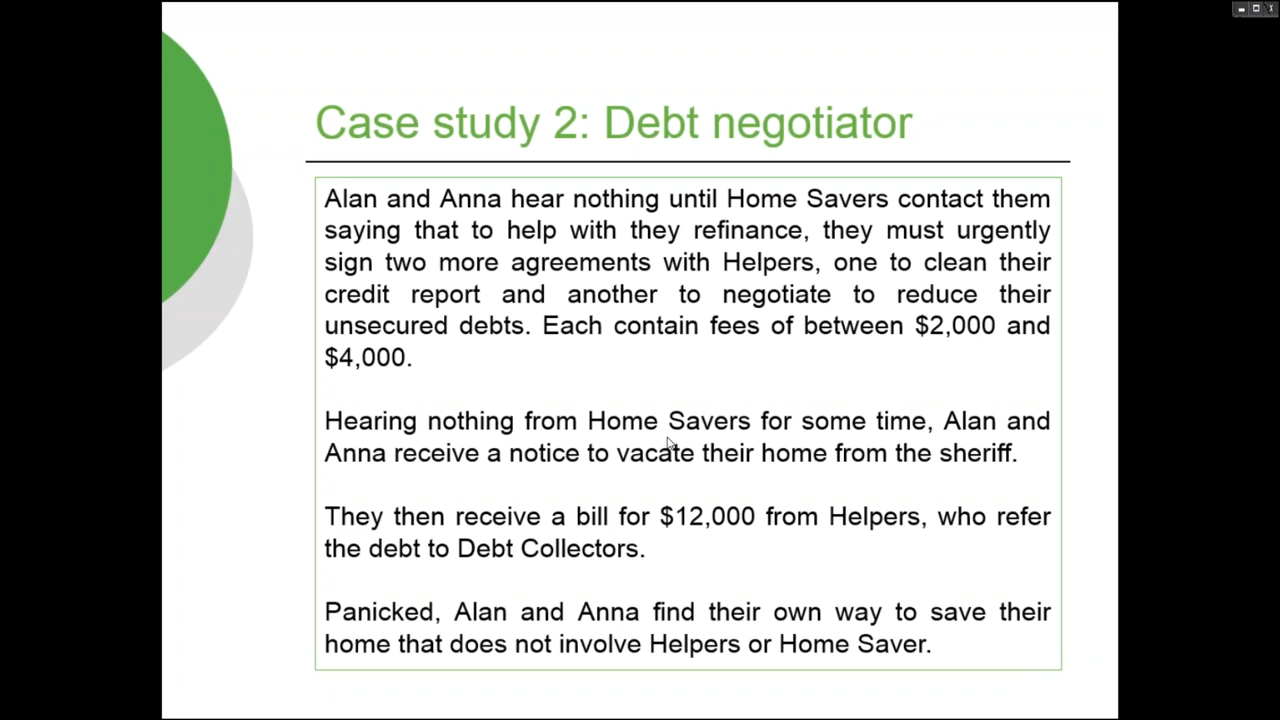 Case study 2: Debt negotiator
Alan and Anna hear nothing until Home Savers contact them
saying that to help with they refinance, they must urgently
sign two more agreements with Helpers, one to clean their
credit report and another to negotiate to reduce their
unsecured debts. Each contain fees of between $2,000 and
$4,000.
Hearing nothing from Home Savers for some time, Alan and
Anna receive a notice to vacate their home from the sheriff.
They then receive a bill for $12,000 from Helpers, who refer
the debt to Debt Collectors.
Panicked, Alan and Anna find their own way to save their
home that does not involve Helpers or Home Saver.